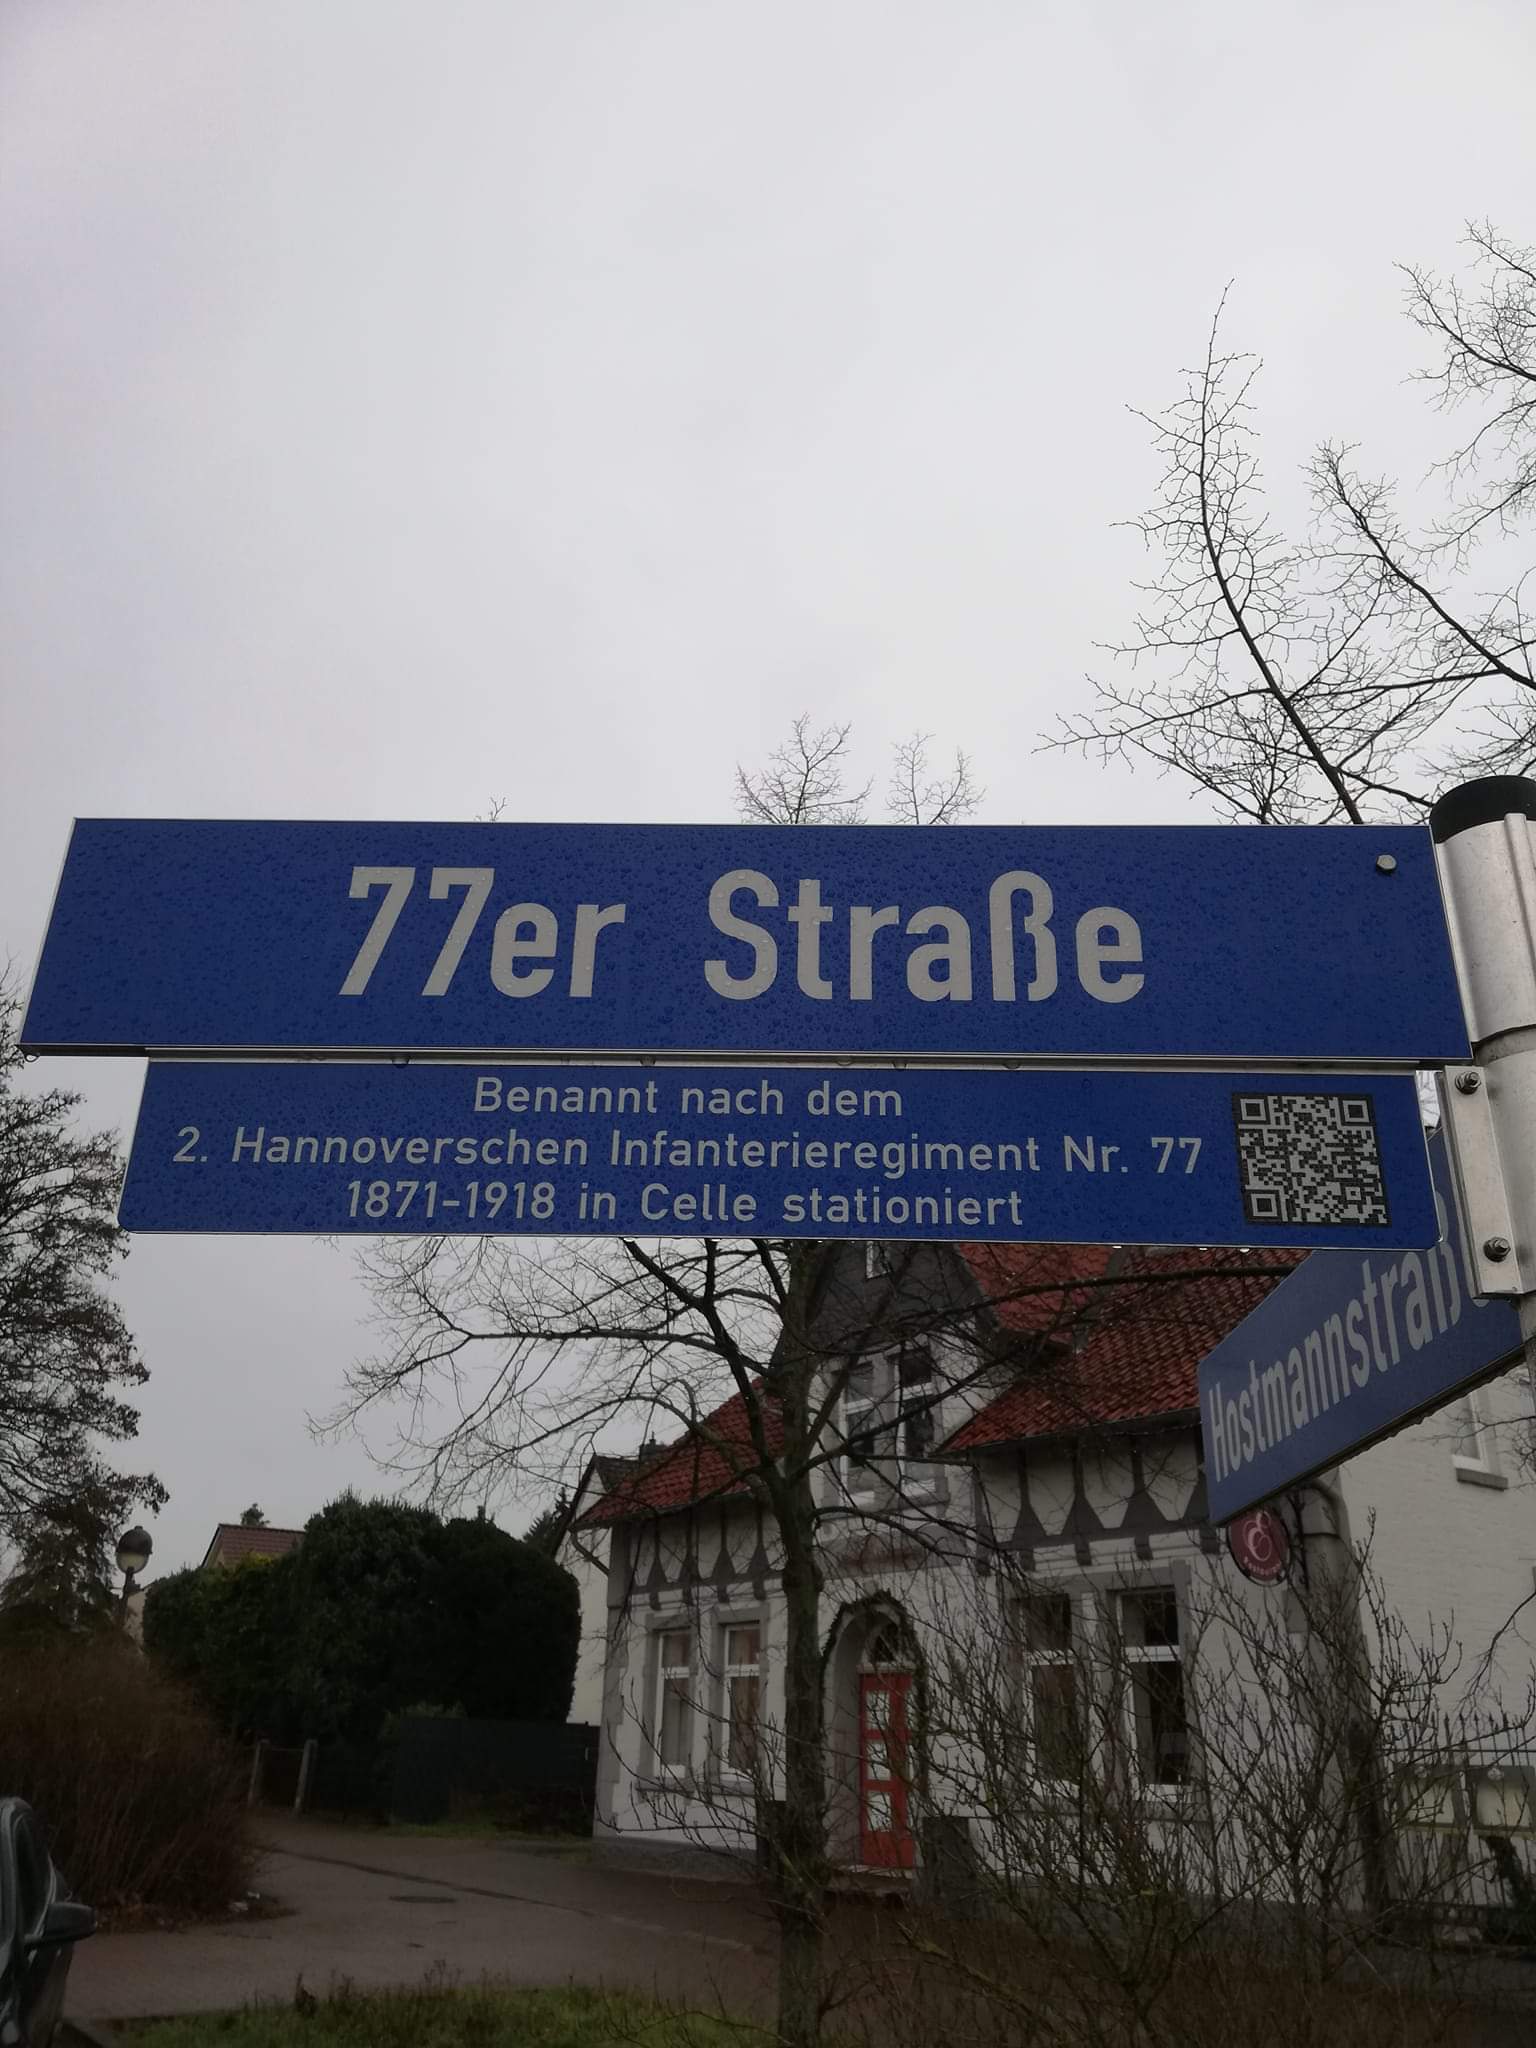 77er Straße
Benannt nach dem
2. Hannoverschen Infanterieregiment Nr. 77
1871-1918 in Celle stationiert
Hostmannstraße